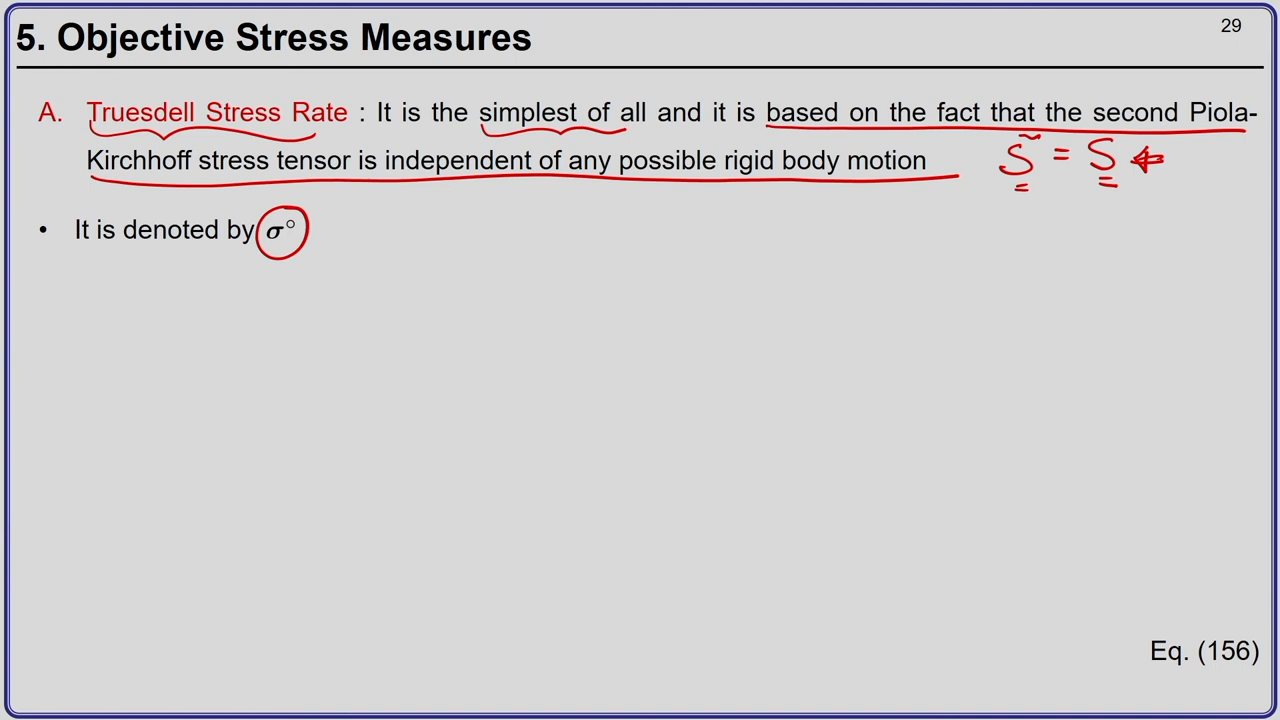 5. Objective Stress Measures
29
A. Truesdell Stress Rate : It is the simplest of all and it is based on the fact that the second Piola-
Kirchhoff stress tensor is independent of any possible rigid body motion
S̃ = S
• It is denoted by σ°
Eq. (156)